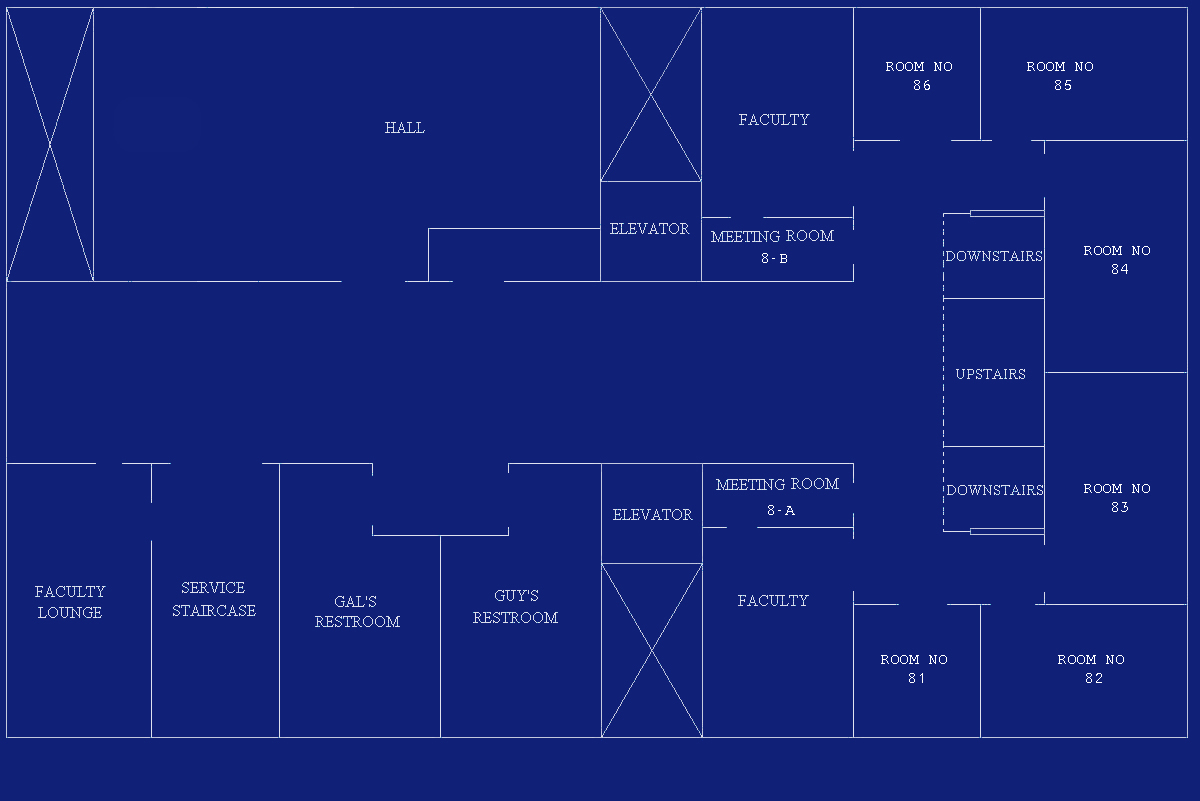 ROOM NO
86
ROOM NO
85
HALL
FACULTY
ELEVATOR
MEETING ROOM
8-B
DOWNSTAIRS
ROOM NO
84
UPSTAIRS
MEETING ROOM
8-A
DOWNSTAIRS
ROOM NO
83
ELEVATOR
FACULTY
LOUNGE
SERVICE
STAIRCASE
GAL'S
RESTROOM
GUY'S
RESTROOM
FACULTY
ROOM NO
81
ROOM NO
82